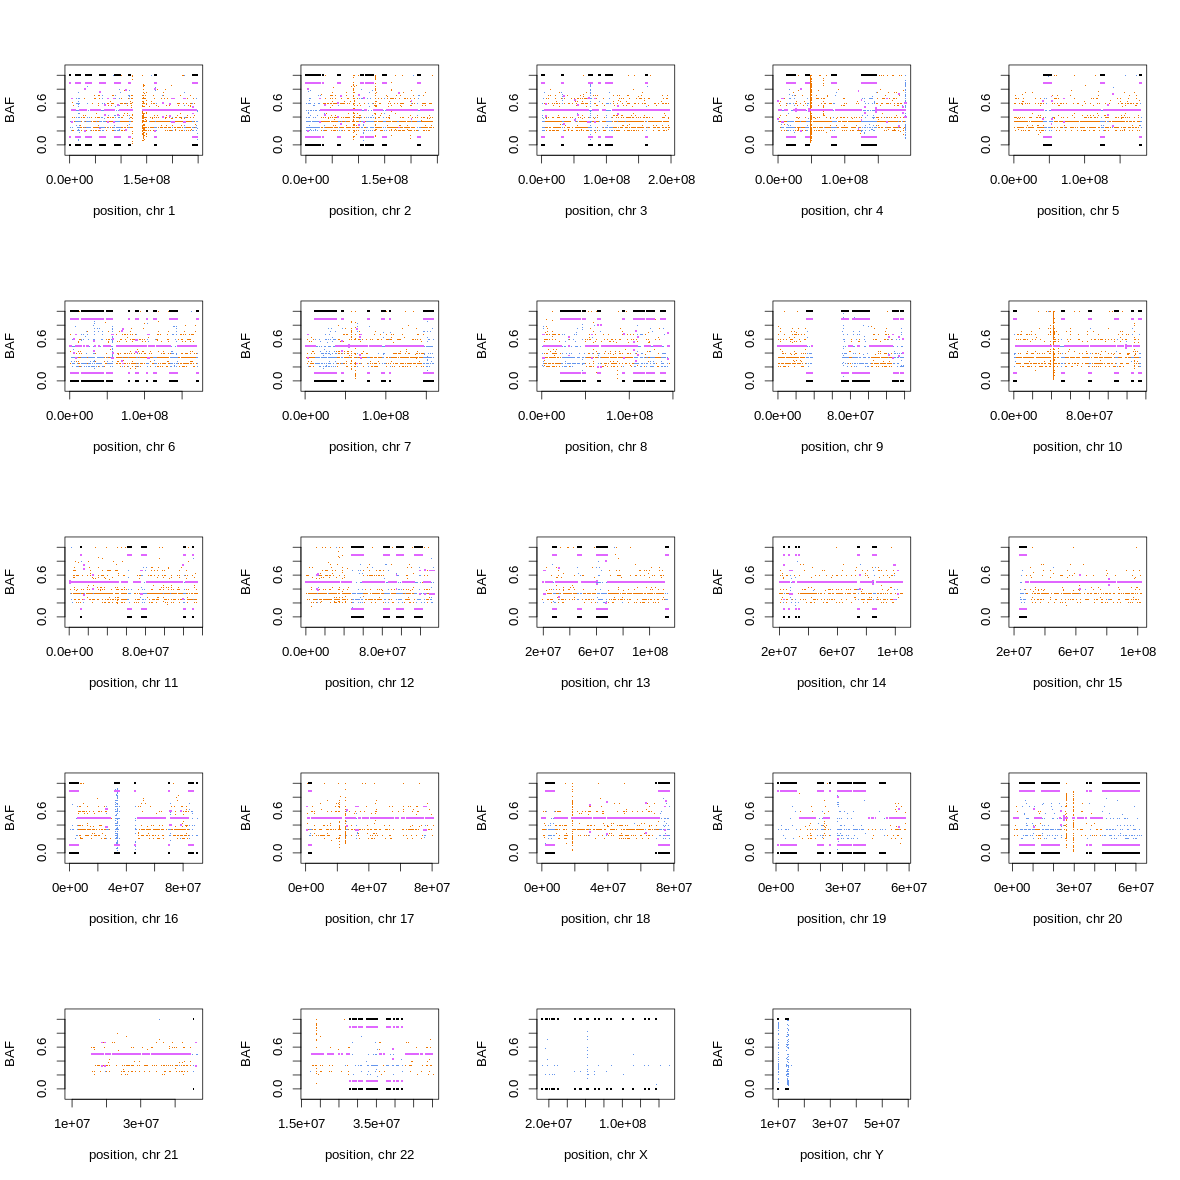 BAF 0.0 0.6 0.0e+00 1.5e+08 position, chr 1
BAF 0.0 0.6 0.0e+00 1.5e+08 position, chr 2
BAF 0.0 0.6 0.0e+00 1.0e+08 2.0e+08 position, chr 3
BAF 0.0 0.6 0.0e+00 1.0e+08 position, chr 4
BAF 0.0 0.6 0.0e+00 1.0e+08 position, chr 5
BAF 0.0 0.6 0.0e+00 1.0e+08 position, chr 6
BAF 0.0 0.6 0.0e+00 1.0e+08 position, chr 7
BAF 0.0 0.6 0.0e+00 1.0e+08 position, chr 8
BAF 0.0 0.6 0.0e+00 8.0e+07 position, chr 9
BAF 0.0 0.6 0.0e+00 8.0e+07 position, chr 10
BAF 0.0 0.6 0.0e+00 8.0e+07 position, chr 11
BAF 0.0 0.6 0.0e+00 8.0e+07 position, chr 12
BAF 0.0 0.6 2e+07 6e+07 1e+08 position, chr 13
BAF 0.0 0.6 2e+07 6e+07 1e+08 position, chr 14
BAF 0.0 0.6 2e+07 6e+07 1e+08 position, chr 15
BAF 0.0 0.6 0e+00 4e+07 8e+07 position, chr 16
BAF 0.0 0.6 0e+00 4e+07 8e+07 position, chr 17
BAF 0.0 0.6 0e+00 4e+07 8e+07 position, chr 18
BAF 0.0 0.6 0e+00 3e+07 6e+07 position, chr 19
BAF 0.0 0.6 0e+00 3e+07 6e+07 position, chr 20
BAF 0.0 0.6 1e+07 3e+07 position, chr 21
BAF 0.0 0.6 1.5e+07 3.5e+07 position, chr 22
BAF 0.0 0.6 2.0e+07 1.0e+08 position, chr X
BAF 0.0 0.6 1e+07 3e+07 5e+07 position, chr Y